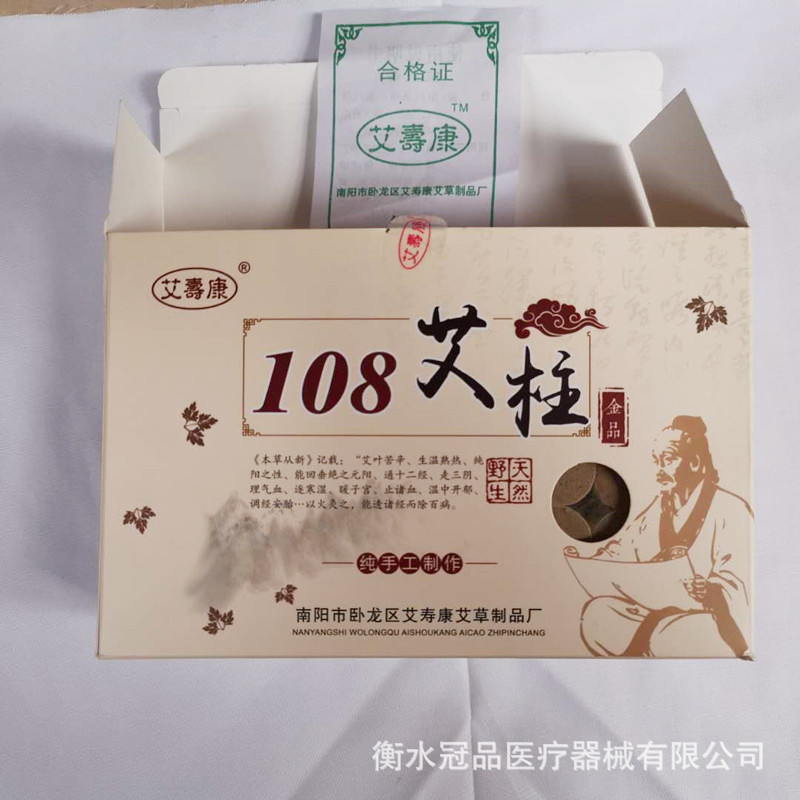 合格证
艾壽康 TM
南阳市卧龙区艾寿康艾草制品厂
艾壽康®
108 艾柱
金品
《本草从新》记载："艾叶苦辛、生温熟热、纯
阳之性、能回垂绝之元阳、通十二经、走三阴、
理气血、逐寒湿、暖子宫、止诸血、温中开郁、
调经安胎…以火灸之，能透诸经而除百病。
天然
野生
纯手工制作
南阳市卧龙区艾寿康艾草制品厂
NANYANGSHI WOLONGQU AISHOUKANG AICAO ZHIPINCHANG
衡水冠品医疗器械有限公司